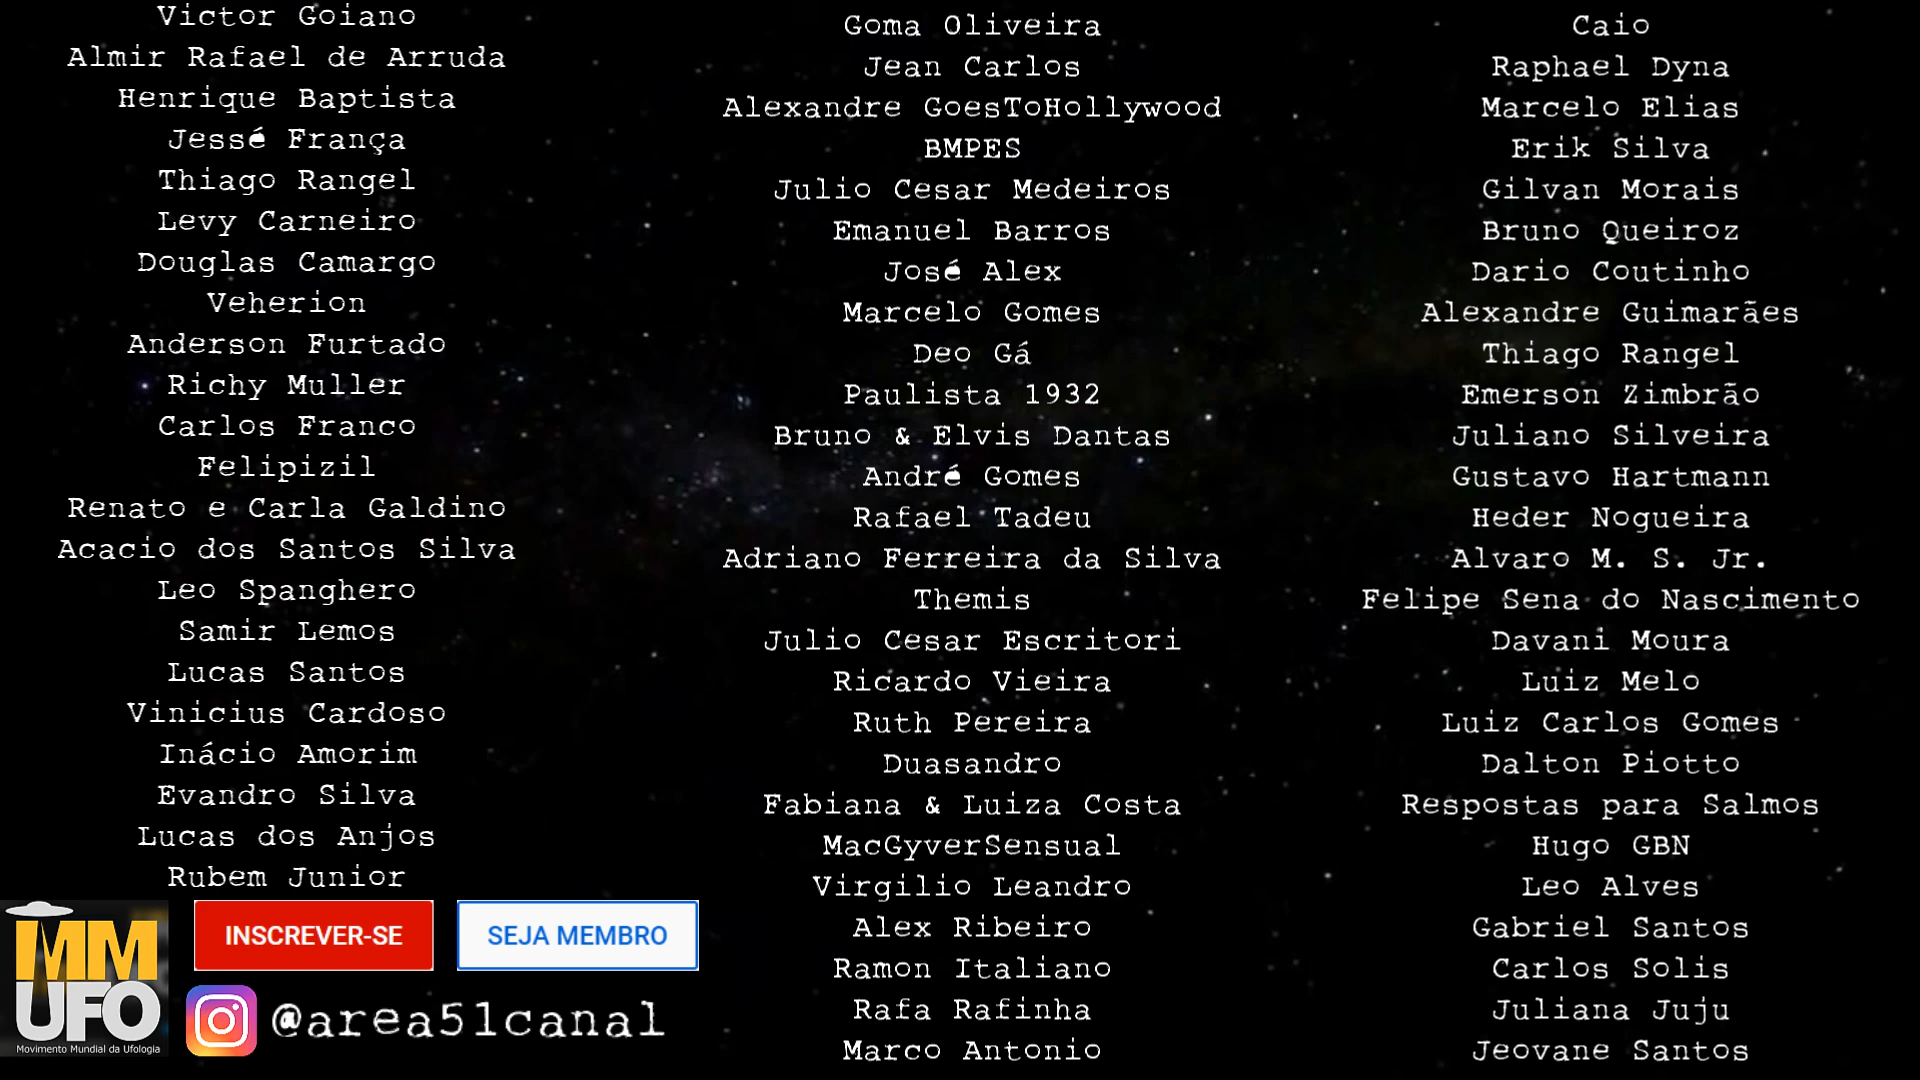 Victor Goiano
Almir Rafael de Arruda
Henrique Baptista
Jessé França
Thiago Rangel
Levy Carneiro
Douglas Camargo
Veherion
Anderson Furtado
Richy Muller
Carlos Franco
Felipizil
Renato e Carla Galdino
Acacio dos Santos Silva
Leo Spanghero
Samir Lemos
Lucas Santos
Vinicius Cardoso
Inácio Amorim
Evandro Silva
Lucas dos Anjos
Rubem Junior
Goma Oliveira
Jean Carlos
Alexandre GoesToHollywood
BMPES
Julio Cesar Medeiros
Emanuel Barros
José Alex
Marcelo Gomes
Deo Gá
Paulista 1932
Bruno & Elvis Dantas
André Gomes
Rafael Tadeu
Adriano Ferreira da Silva
Themis
Julio Cesar Escritori
Ricardo Vieira
Ruth Pereira
Duasandro
Fabiana & Luiza Costa
MacGyverSensual
Virgilio Leandro
Alex Ribeiro
Ramon Italiano
Rafa Rafinha
Marco Antonio
Caio
Raphael Dyna
Marcelo Elias
Erik Silva
Gilvan Morais
Bruno Queiroz
Dario Coutinho
Alexandre Guimarães
Thiago Rangel
Emerson Zimbrão
Juliano Silveira
Gustavo Hartmann
Heder Nogueira
Alvaro M. S. Jr.
Felipe Sena do Nascimento
Davani Moura
Luiz Melo
Luiz Carlos Gomes
Dalton Piotto
Respostas para Salmos
Hugo GBN
Leo Alves
Gabriel Santos
Carlos Solis
Juliana Juju
Jeovane Santos
MM
UFO
Movimento Mundial da Ufologia
INSCREVER-SE
SEJA MEMBRO
@area51canal